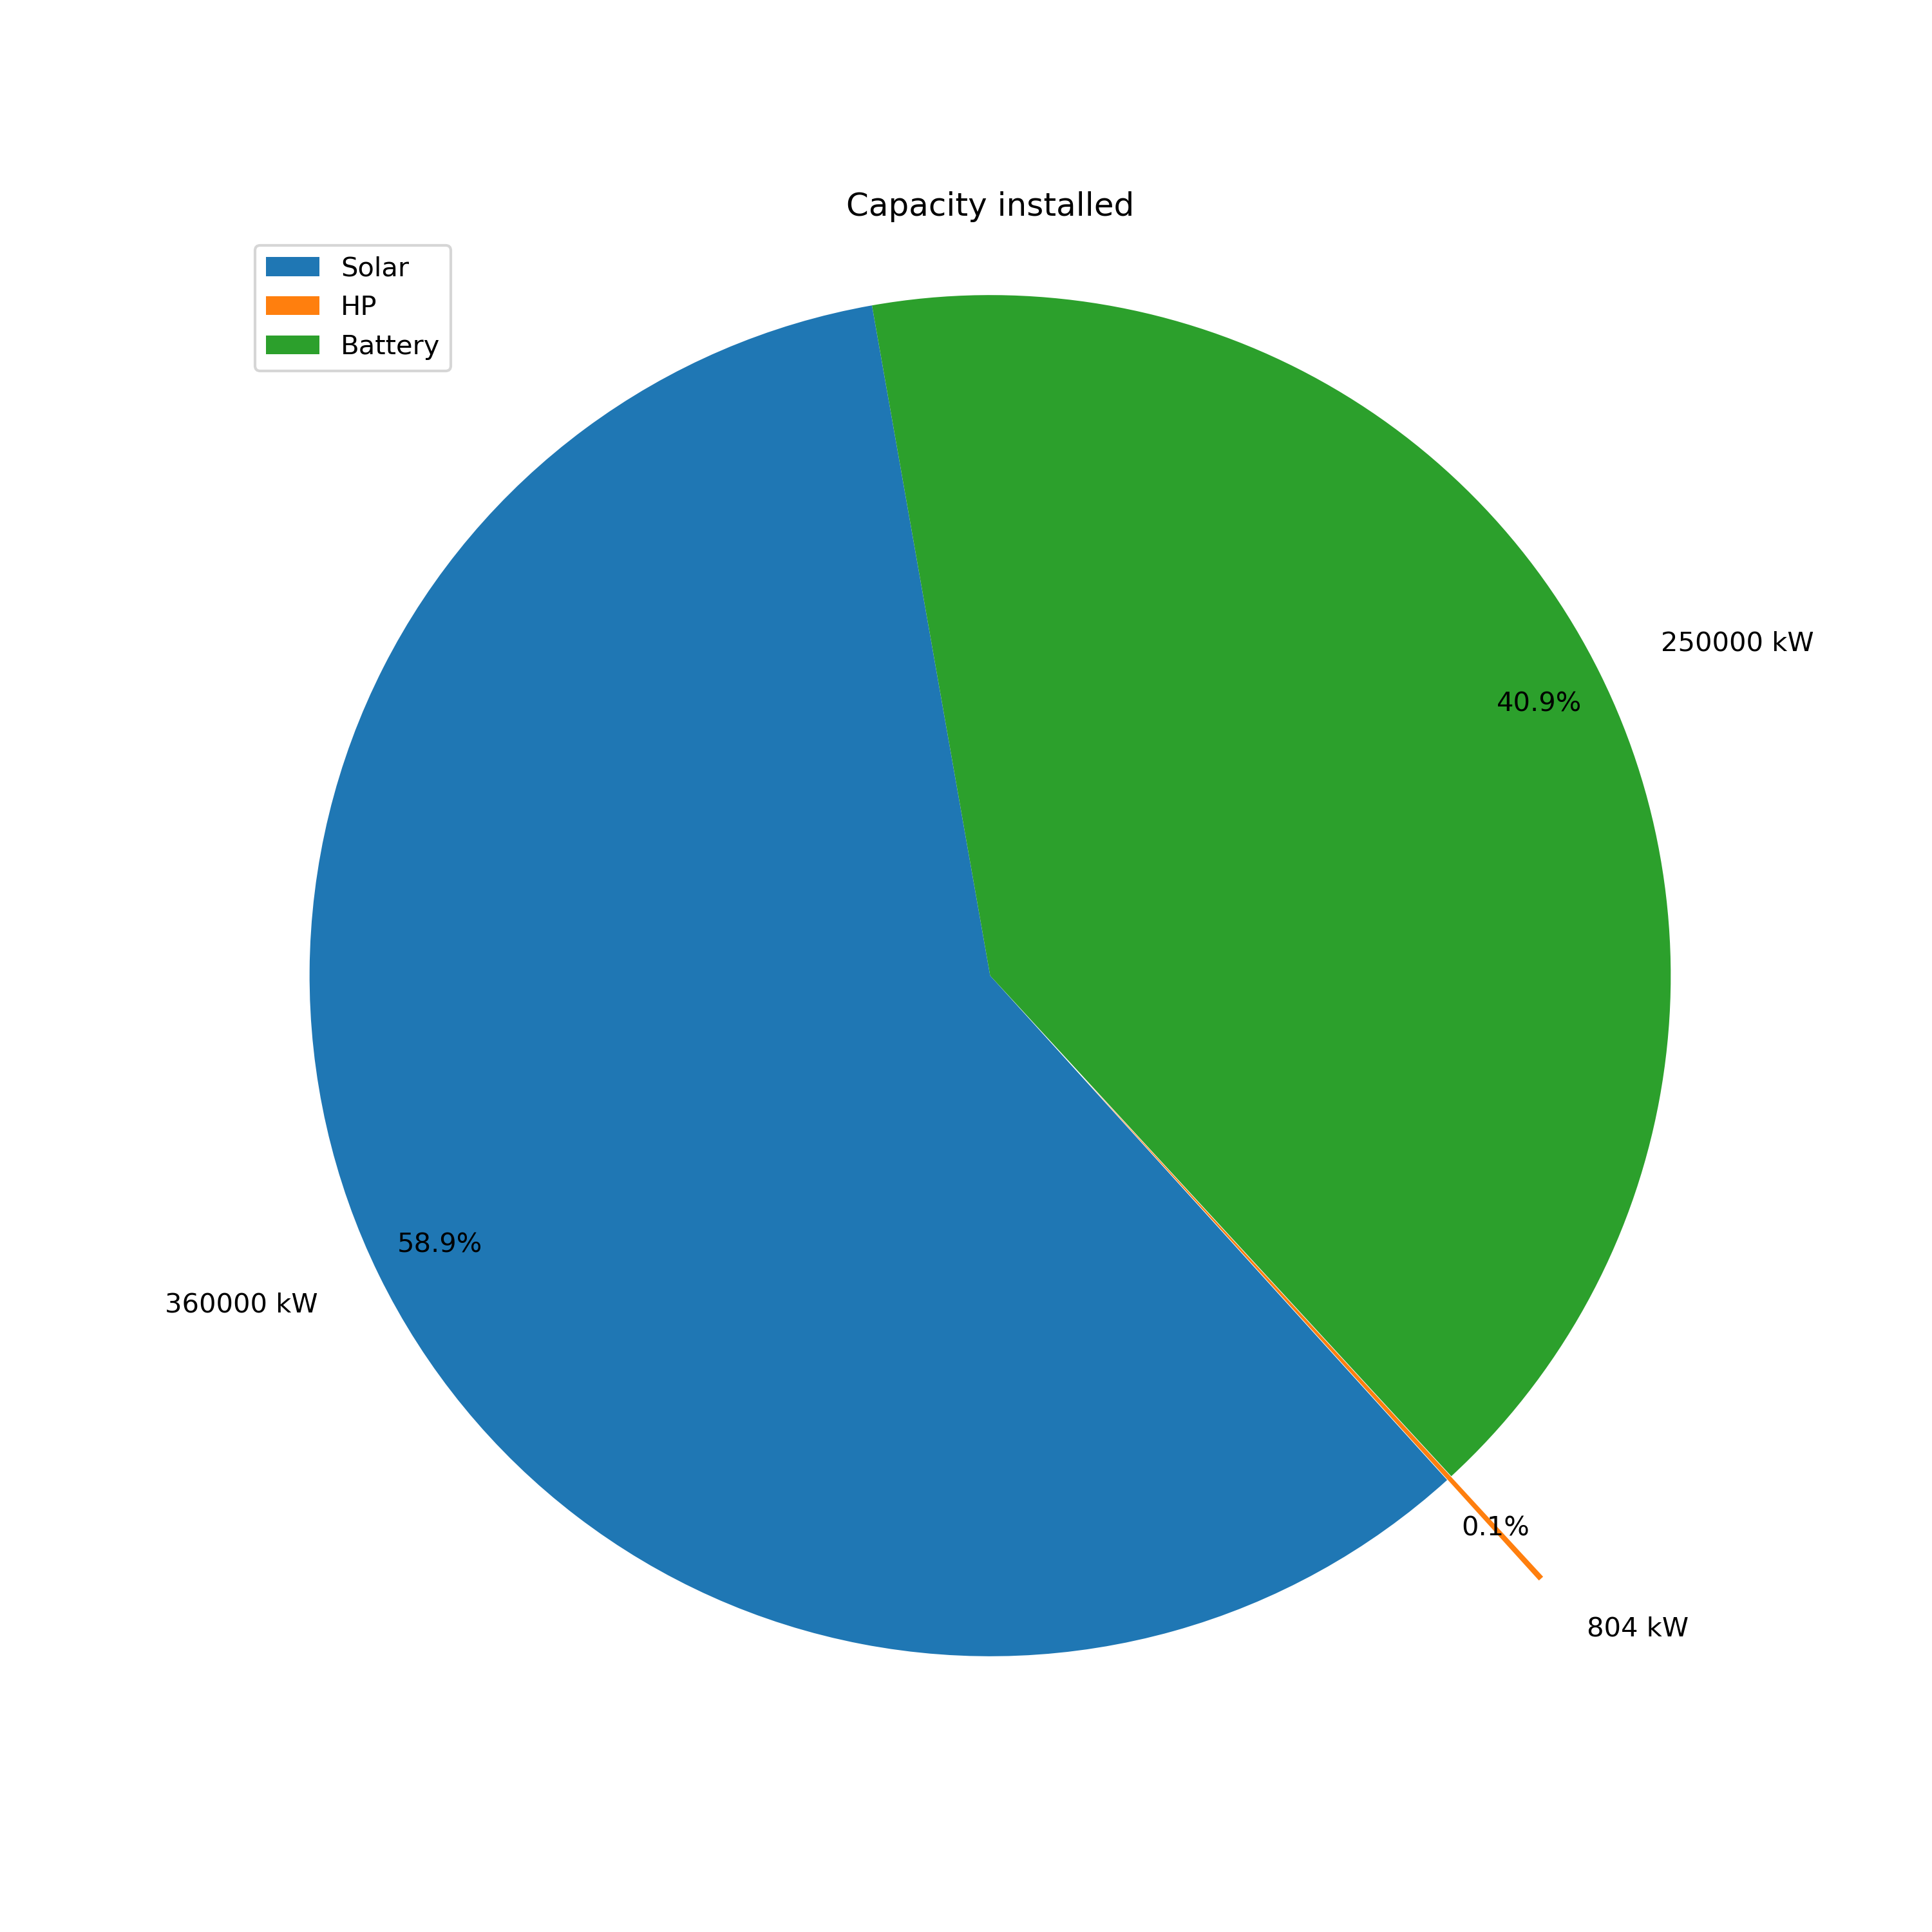 Capacity installed
Solar
HP
Battery
250000 kW
40.9%
58.9%
360000 kW
0.1%
804 kW